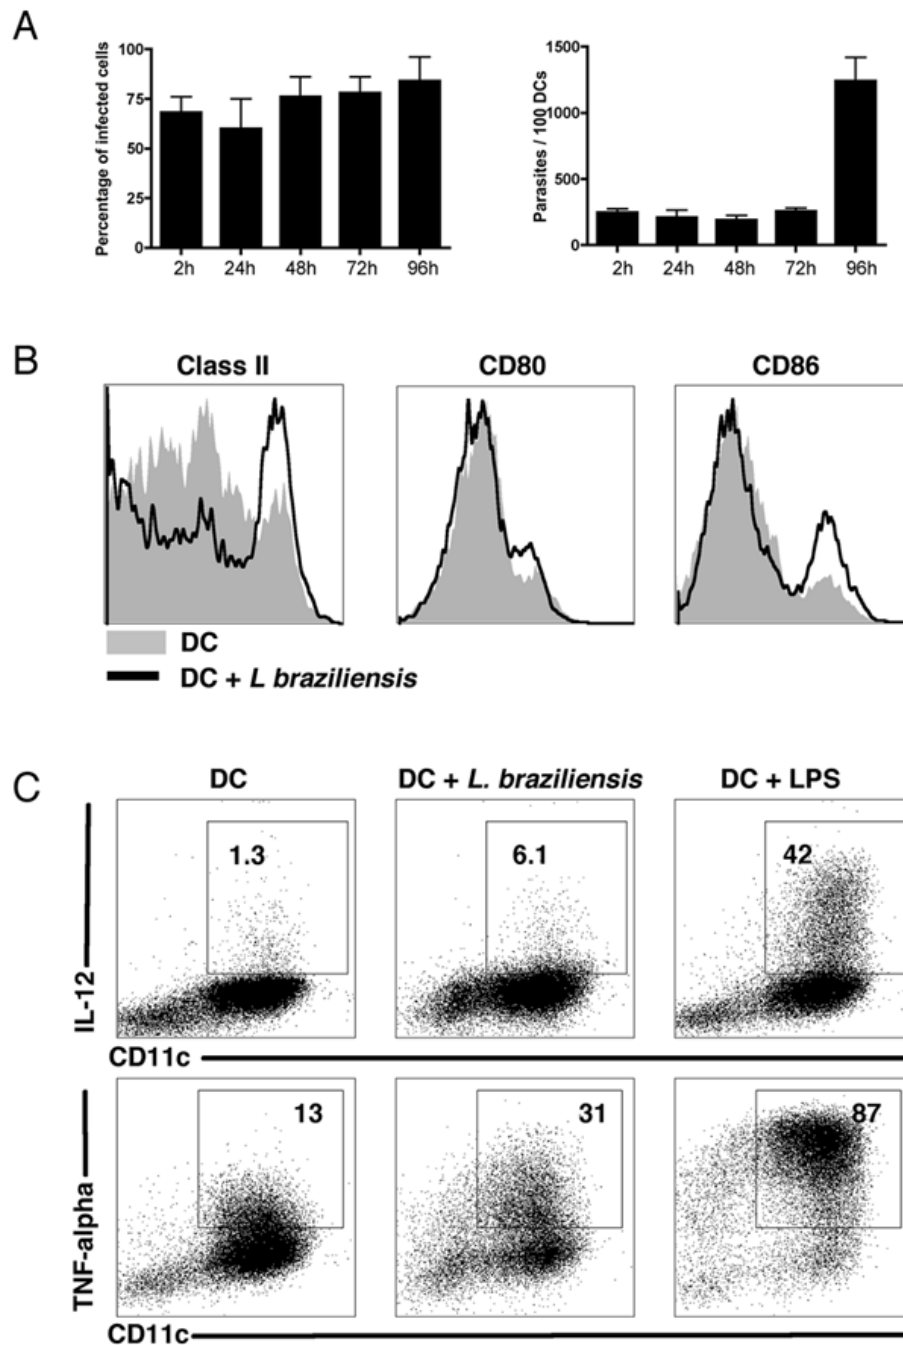 A
Percentage of infected cells
100
75
50
25
0
2h 24h 48h 72h 96h
Parasites / 100 DCs
1500
1000
500
0
2h 24h 48h 72h 96h
B
Class II CD80 CD86
DC
DC + L braziliensis
C
DC DC + L. braziliensis DC + LPS
IL-12
1.3 6.1 42
CD11c
TNF-alpha
13 31 87
CD11c